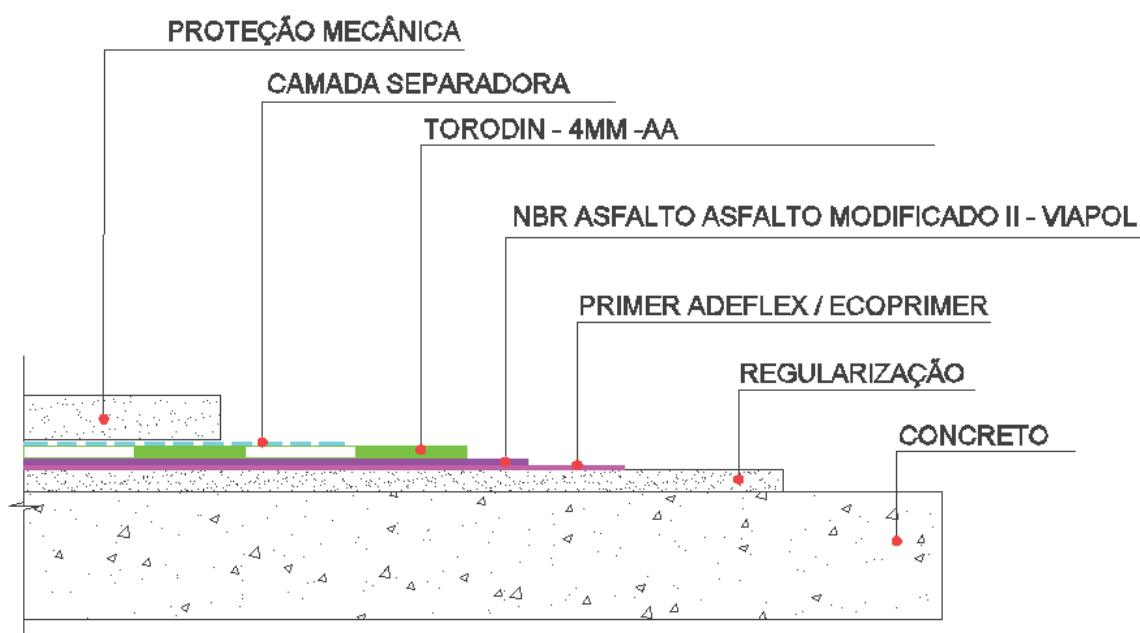 PROTEÇÃO MECÂNICA
CAMADA SEPARADORA
TORODIN - 4MM -AA
NBR ASFALTO ASFALTO MODIFICADO II - VIAPOL
PRIMER ADEFLEX / ECOPRIMER
REGULARIZAÇÃO
CONCRETO